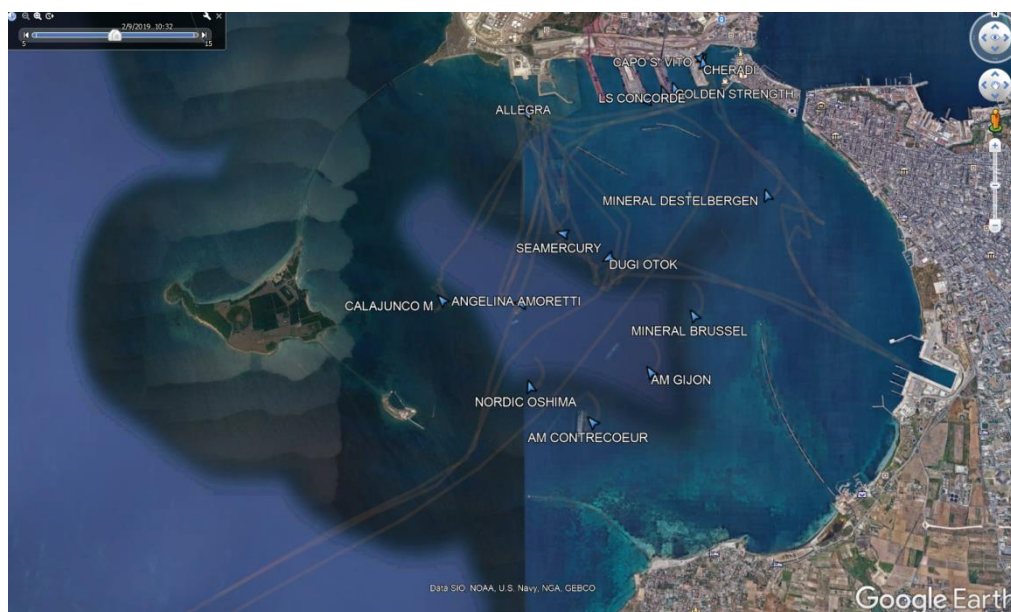 2/9/2019 10:32
5
15
N
CAPO S. VITO
CHERADI
LS CONCORDE
GOLDEN STRENGTH
ALLEGRA
MINERAL DESTELBERGEN
SEAMERCURY
DUGI OTOK
CALAJUNCO M
ANGELINA AMORETTI
MINERAL BRUSSEL
AM GIJON
NORDIC OSHIMA
AM CONTRECOEUR
Data SIO, NOAA, U.S. Navy, NGA, GEBCO
Google Earth